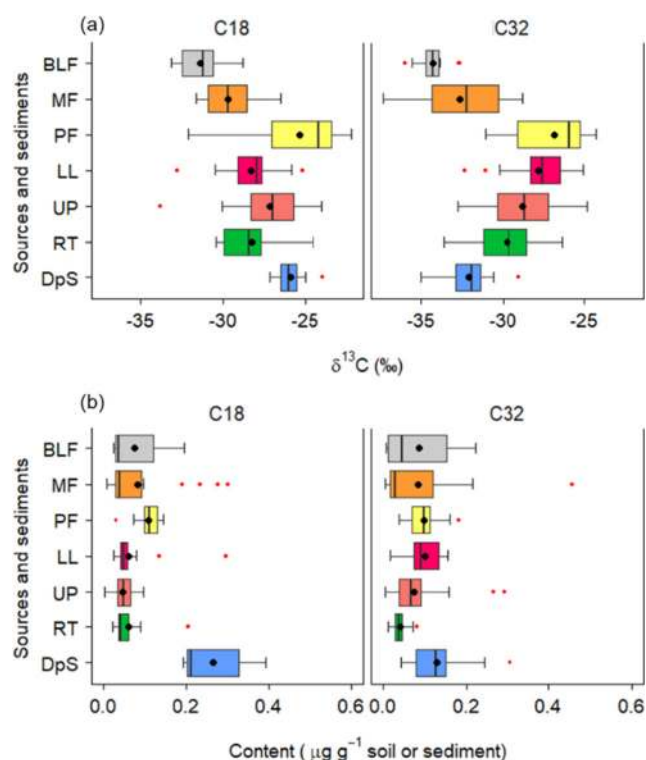 (a)
C18 C32
BLF
MF
PF
LL
UP
RT
DpS
Sources and sediments
-35 -30 -25 -35 -30 -25
δ13C (‰)
(b)
C18 C32
BLF
MF
PF
LL
UP
RT
DpS
Sources and sediments
0.0 0.2 0.4 0.6 0.0 0.2 0.4 0.6
Content ( μg g−1 soil or sediment)